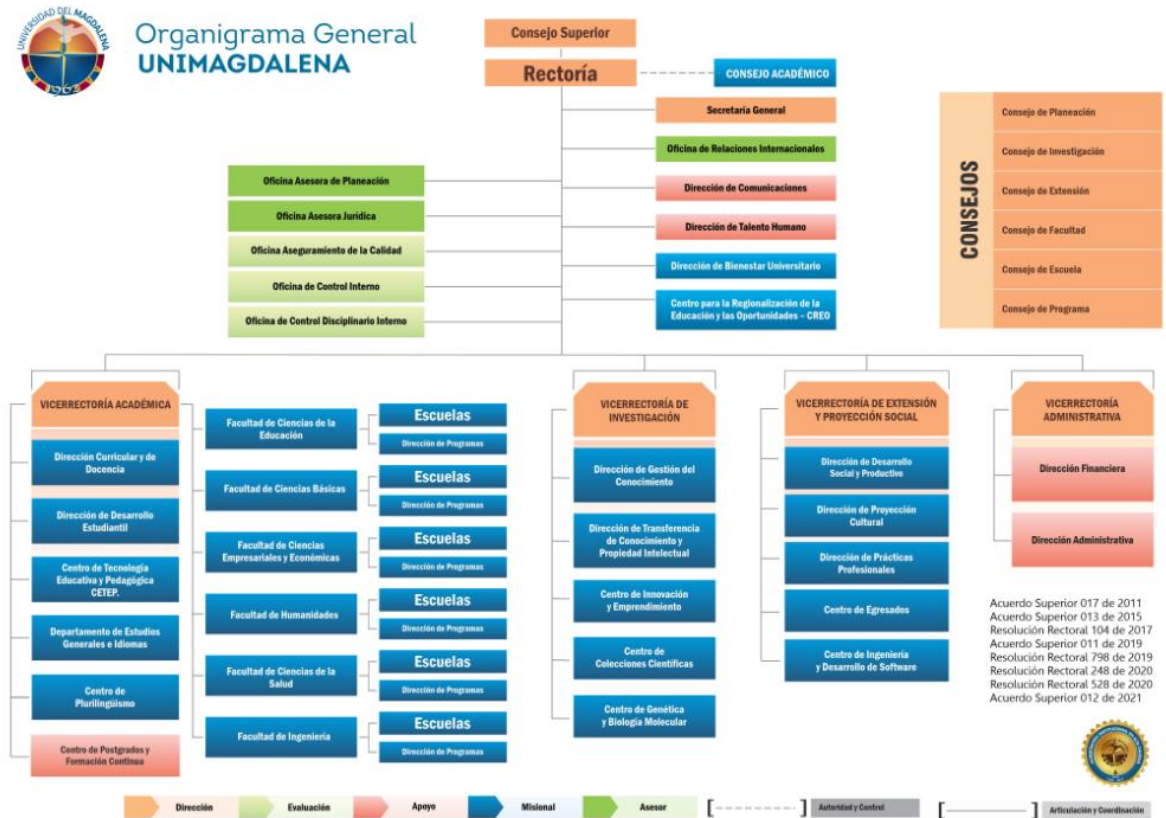 UNIVERSIDAD DEL MAGDALENA
1962
Organigrama General
UNIMAGDALENA
Consejo Superior
Rectoría
CONSEJO ACADÉMICO
Secretaría General
Oficina de Relaciones Internacionales
Dirección de Comunicaciones
Dirección de Talento Humano
Dirección de Bienestar Universitario
Centro para la Regionalización de la
Educación y las Oportunidades – CREO
Oficina Asesora de Planeación
Oficina Asesora Jurídica
Oficina Aseguramiento de la Calidad
Oficina de Control Interno
Oficina de Control Disciplinario Interno
CONSEJOS
Consejo de Planeación
Consejo de Investigación
Consejo de Extensión
Consejo de Facultad
Consejo de Escuela
Consejo de Programa
VICERRECTORÍA ACADÉMICA
Dirección Curricular y de
Docencia
Dirección de Desarrollo
Estudiantil
Centro de Tecnología
Educativa y Pedagógica
CETEP.
Departamento de Estudios
Generales e Idiomas
Centro de
Plurilingüismo
Centro de Postgrados y
Formación Continua
Facultad de Ciencias de la
Educación
Escuelas
Dirección de Programas
Facultad de Ciencias Básicas
Escuelas
Dirección de Programas
Facultad de Ciencias
Empresariales y Económicas
Escuelas
Dirección de Programas
Facultad de Humanidades
Escuelas
Dirección de Programas
Facultad de Ciencias de la
Salud
Escuelas
Dirección de Programas
Facultad de Ingeniería
Escuelas
Dirección de Programas
VICERRECTORÍA DE
INVESTIGACIÓN
Dirección de Gestión del
Conocimiento
Dirección de Transferencia
de Conocimiento y
Propiedad Intelectual
Centro de Innovación
y Emprendimiento
Centro de
Colecciones Científicas
Centro de Genética
y Biología Molecular
VICERRECTORÍA DE EXTENSIÓN
Y PROYECCIÓN SOCIAL
Dirección de Desarrollo
Social y Productivo
Dirección de Proyección
Cultural
Dirección de Prácticas
Profesionales
Centro de Egresados
Centro de Ingeniería
y Desarrollo de Software
VICERRECTORÍA
ADMINISTRATIVA
Dirección Financiera
Dirección Administrativa
Acuerdo Superior 017 de 2011
Acuerdo Superior 013 de 2015
Resolución Rectoral 104 de 2017
Acuerdo Superior 011 de 2019
Resolución Rectoral 798 de 2019
Resolución Rectoral 248 de 2020
Resolución Rectoral 528 de 2020
Acuerdo Superior 012 de 2021
Dirección
Evaluación
Apoyo
Misional
Asesor
Autoridad y Control
Articulación y Coordinación